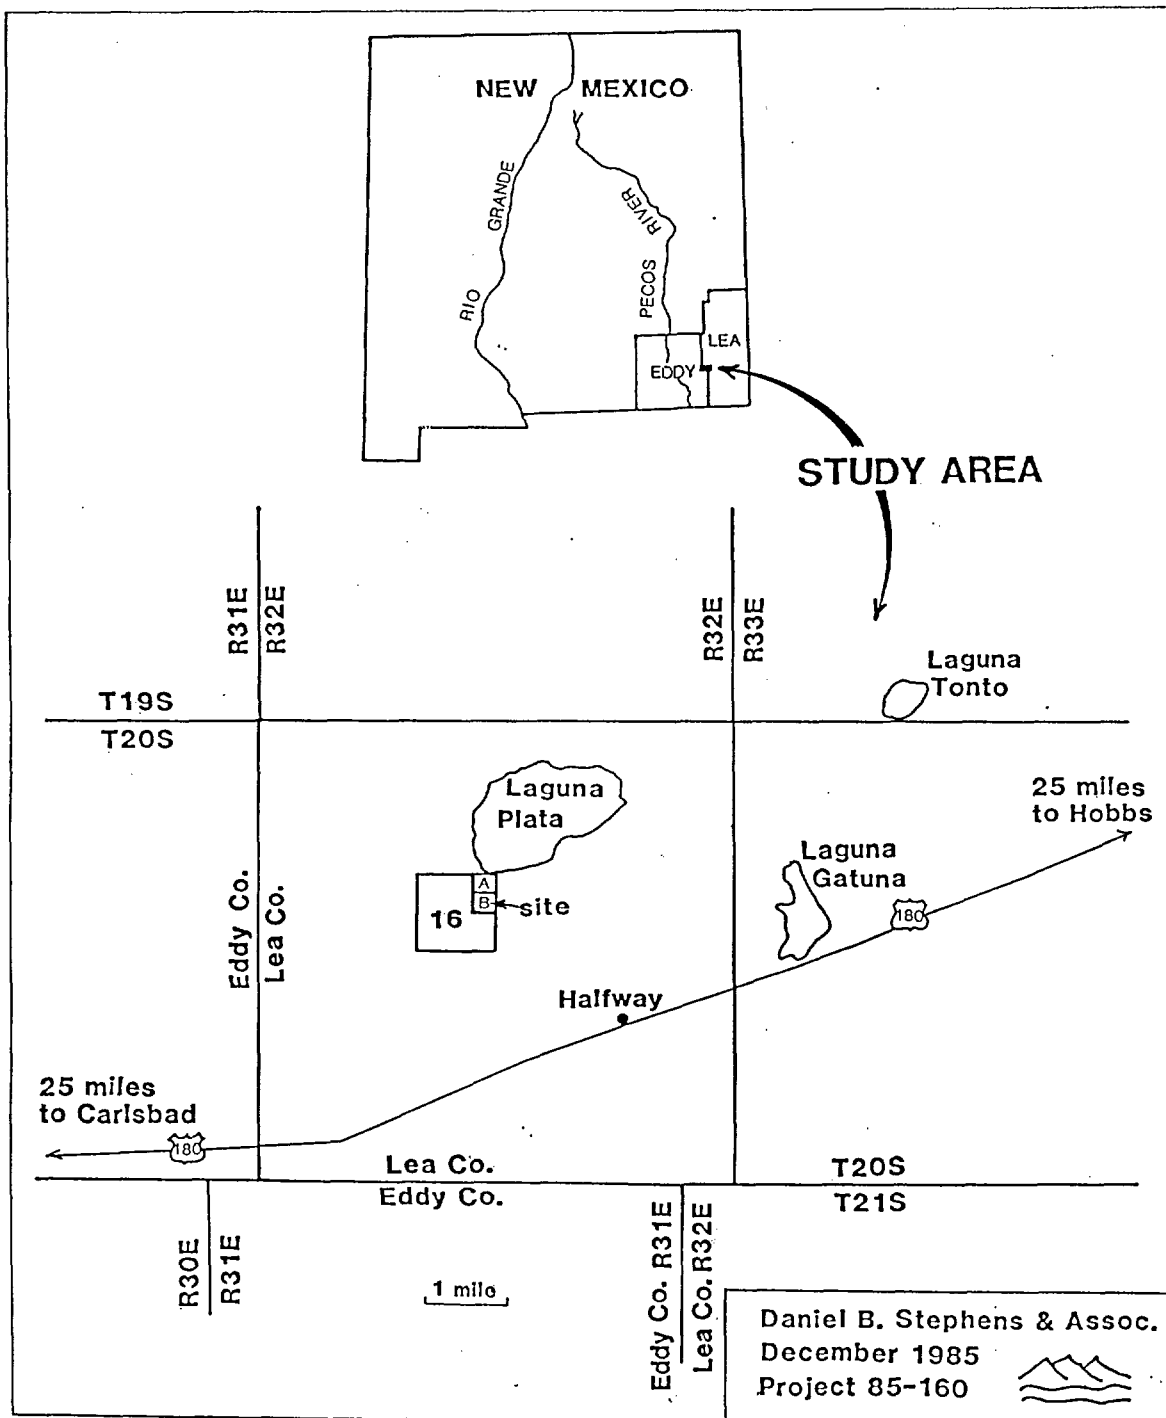 NEW MEXICO
RIO GRANDE
PECOS RIVER
LEA
EDDY
STUDY AREA
R31E
R32E
R32E
R33E
Laguna
Tonto
T19S
T20S
Laguna
Plata
25 miles
to Hobbs
Laguna
Gatuna
A
B
site
16
180
Eddy Co.
Lea Co.
Halfway
25 miles
to Carlsbad
180
Lea Co.
Eddy Co.
T20S
T21S
R30E
R31E
1 mile
Eddy Co. R31E
Lea Co. R32E
Daniel B. Stephens & Assoc.
December 1985
Project 85-160